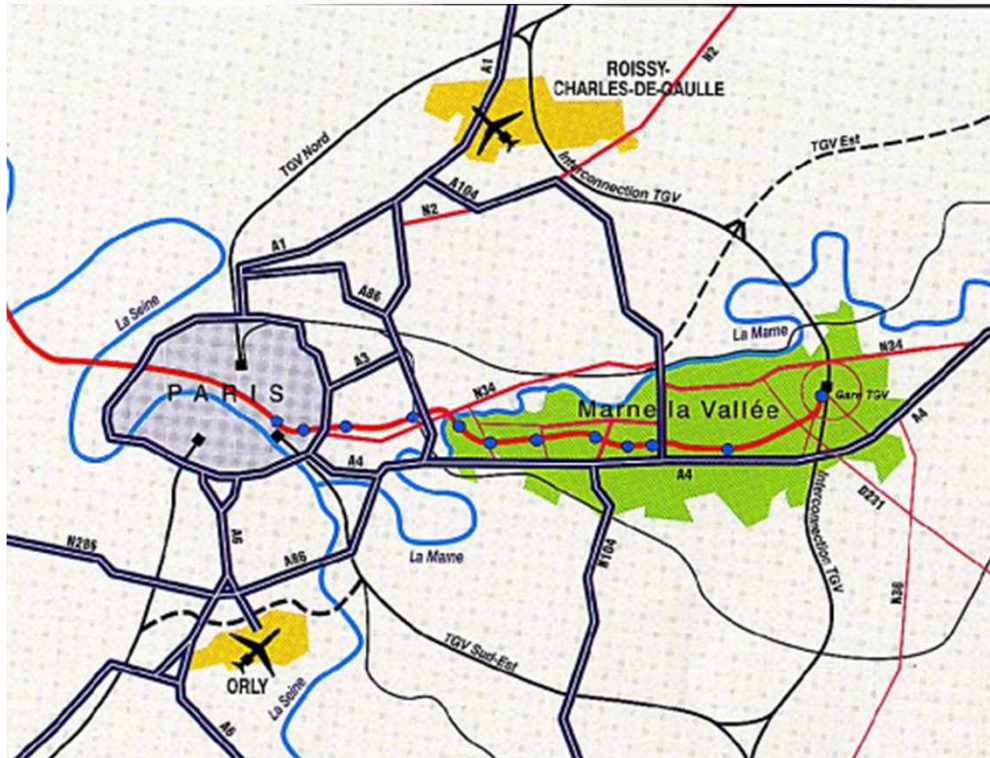 A1
N2
ROISSY-
CHARLES-DE-GAULLE
TGV Nord
TGV Est
Interconnection TGV
A104
N2
A1
La Seine
A86
La Marne
A3
N34
N34
PARIS
Marne la Vallée
Gare TGV
A4
A4
A4
Interconnection TGV
D231
A6
N286
A86
La Marne
N104
N36
TGV Sud-Est
ORLY
La Seine
A6